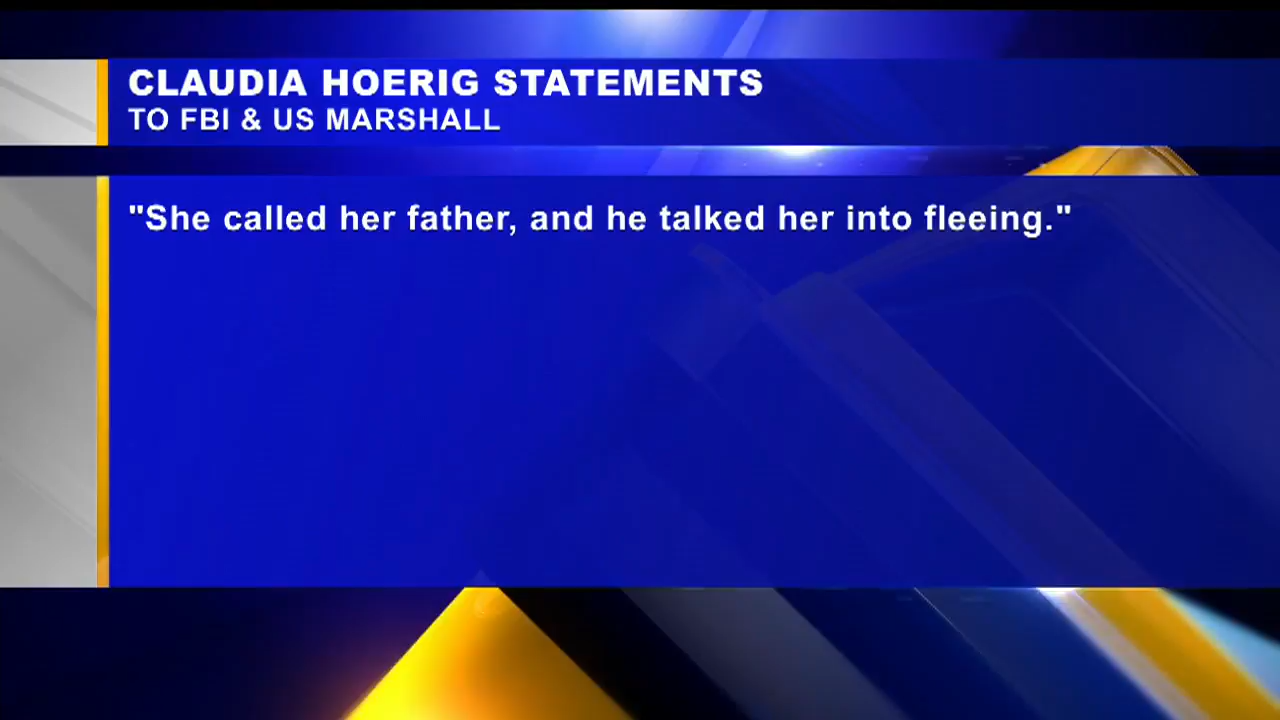 CLAUDIA HOERIG STATEMENTS
TO FBI & US MARSHALL
"She called her father, and he talked her into fleeing."